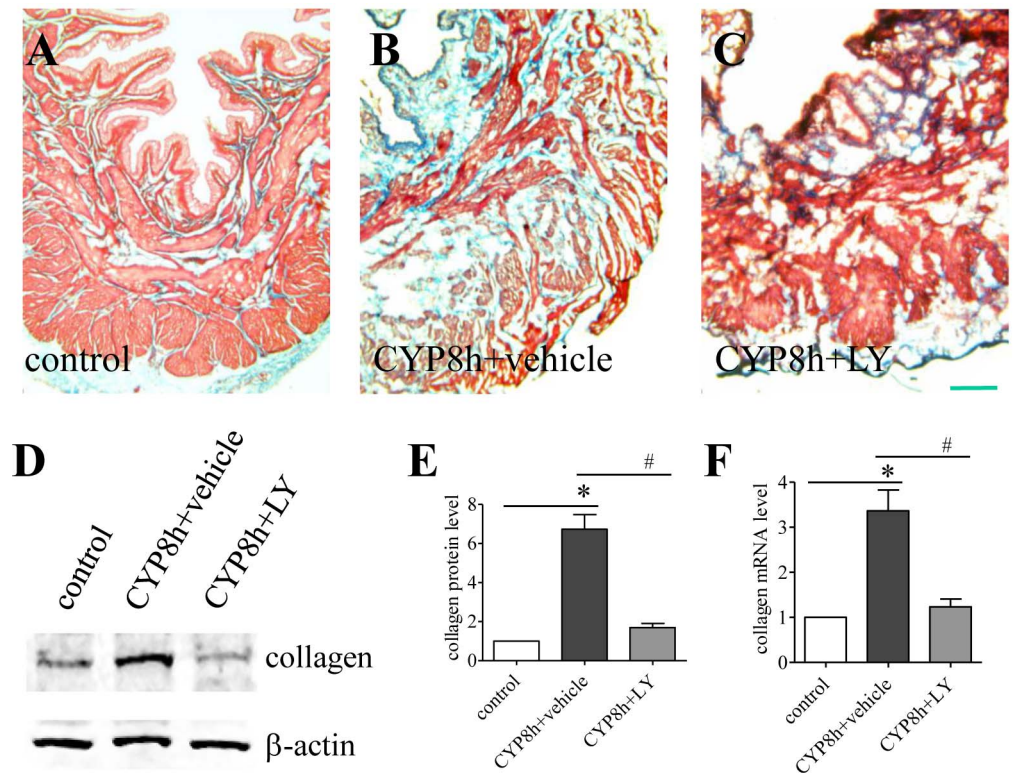 A
B
C
control
CYP8h+vehicle
CYP8h+LY
D
control
CYP8h+vehicle
CYP8h+LY
collagen
β-actin
E
#
*
collagen protein level
8
6
4
2
0
control
CYP8h+vehicle
CYP8h+LY
F
#
*
collagen mRNA level
4
3
2
1
0
control
CYP8h+vehicle
CYP8h+LY